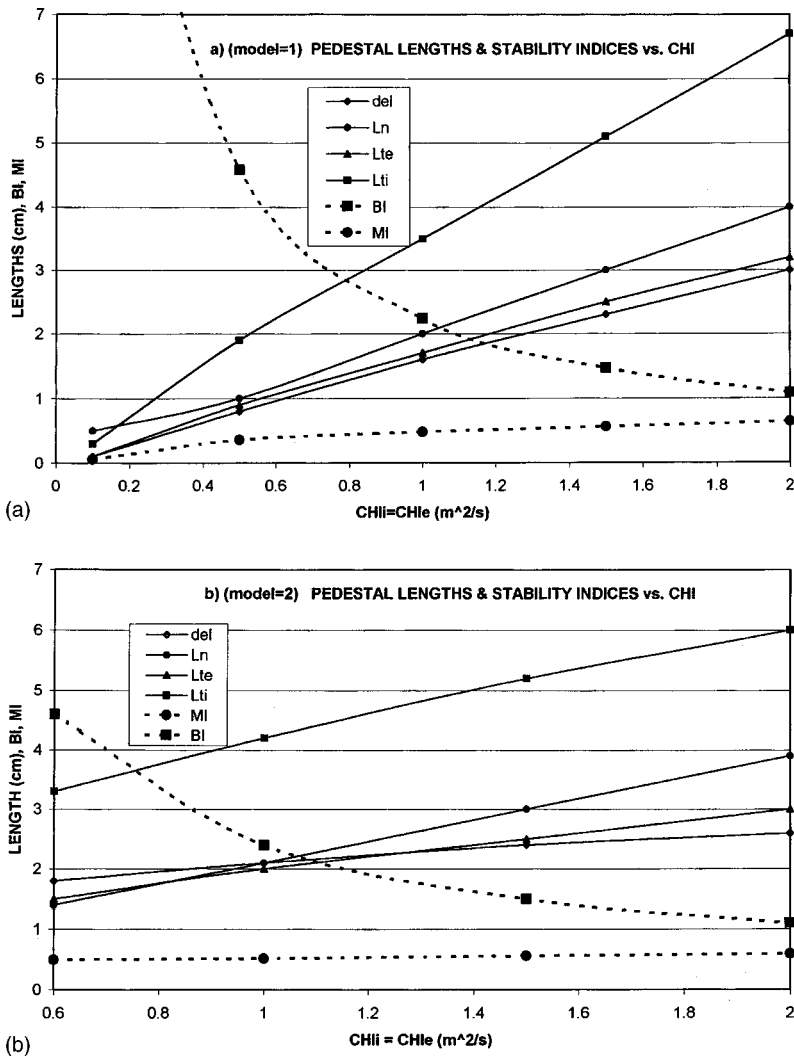 7
a) (model=1) PEDESTAL LENGTHS & STABILITY INDICES vs. CHI
6
del
Ln
5
Lte
Lti
BI
4
MI
LENGTHS (cm), BI, MI
3
2
1
0
0 0.2 0.4 0.6 0.8 1 1.2 1.4 1.6 1.8 2
(a)
CHIi=CHIe (m^2/s)
7
b) (model=2) PEDESTAL LENGTHS & STABILITY INDICES vs. CHI
6
del
Ln
5
Lte
Lti
MI
4
BI
LENGTH (cm), BI, MI
3
2
1
0
0.6 0.8 1 1.2 1.4 1.6 1.8 2
(b)
CHIi = CHIe (m^2/s)